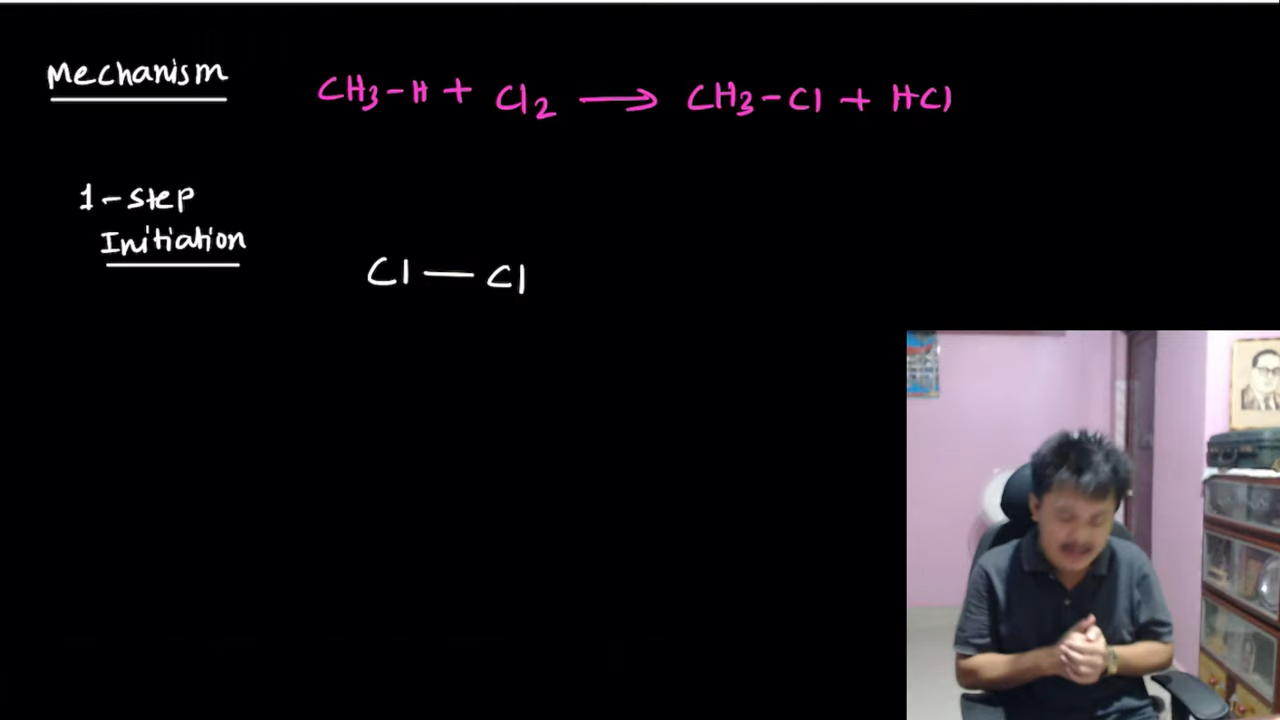 Mechanism
CH3-H + Cl2 ⟶ CH3-Cl + HCl
1-step
Initiation
Cl — Cl